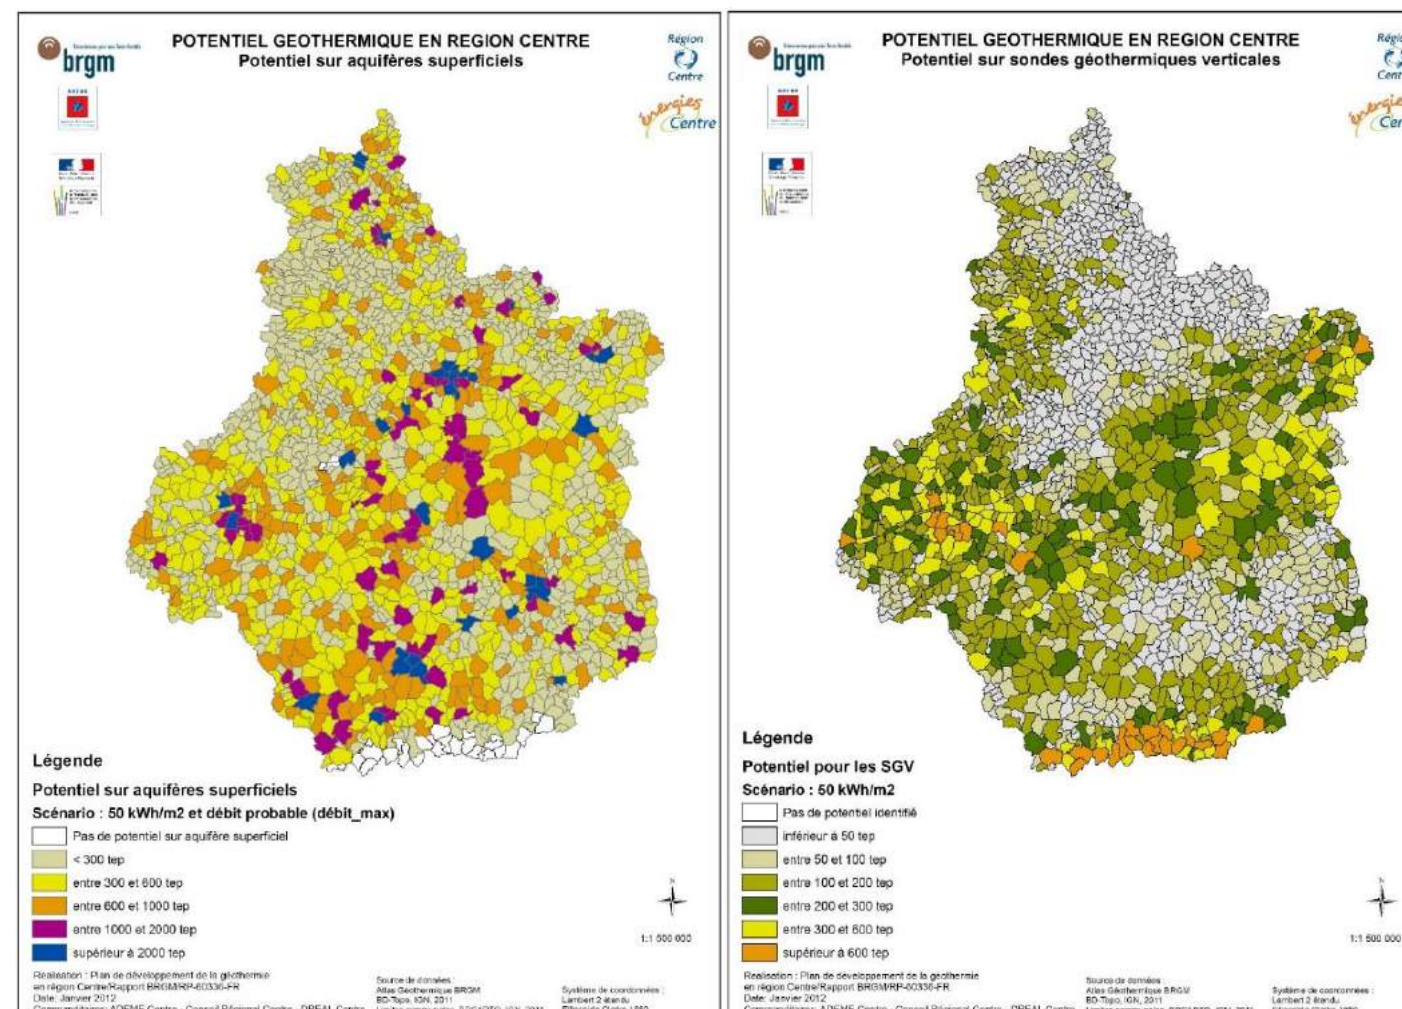 brgm
POTENTIEL GEOTHERMIQUE EN REGION CENTRE
Potentiel sur aquifères superficiels
Région
Centre
énergies
Centre
Légende
Potentiel sur aquifères superficiels
Scénario : 50 kWh/m2 et débit probable (débit_max)
Pas de potentiel sur aquifère superficiel
< 300 tep
entre 300 et 600 tep
entre 600 et 1000 tep
entre 1000 et 2000 tep
supérieur à 2000 tep
N
1:1 500 000
Réalisation : Plan de développement de la géothermie
en région Centre/Rapport BRGM/RP-60336-FR
Date: Janvier 2012
Source de données :
Atlas Géothermique BRGM
BD-Topo, IGN, 2011
Système de coordonnées :
Lambert 2 étendu
brgm
POTENTIEL GEOTHERMIQUE EN REGION CENTRE
Potentiel sur sondes géothermiques verticales
Régio
Cent
énergies
Cen
Légende
Potentiel pour les SGV
Scénario : 50 kWh/m2
Pas de potentiel identifié
inférieur à 50 tep
entre 50 et 100 tep
entre 100 et 200 tep
entre 200 et 300 tep
entre 300 et 600 tep
supérieur à 600 tep
1:1 500 000
Réalisation : Plan de développement de la géothermie
en région Centre/Rapport BRGM/RP-60336-FR
Date: Janvier 2012
Source de données :
Atlas Géothermique BRGM
BD-Topo, IGN, 2011
Système de coordonnées :
Lambert 2 étendu